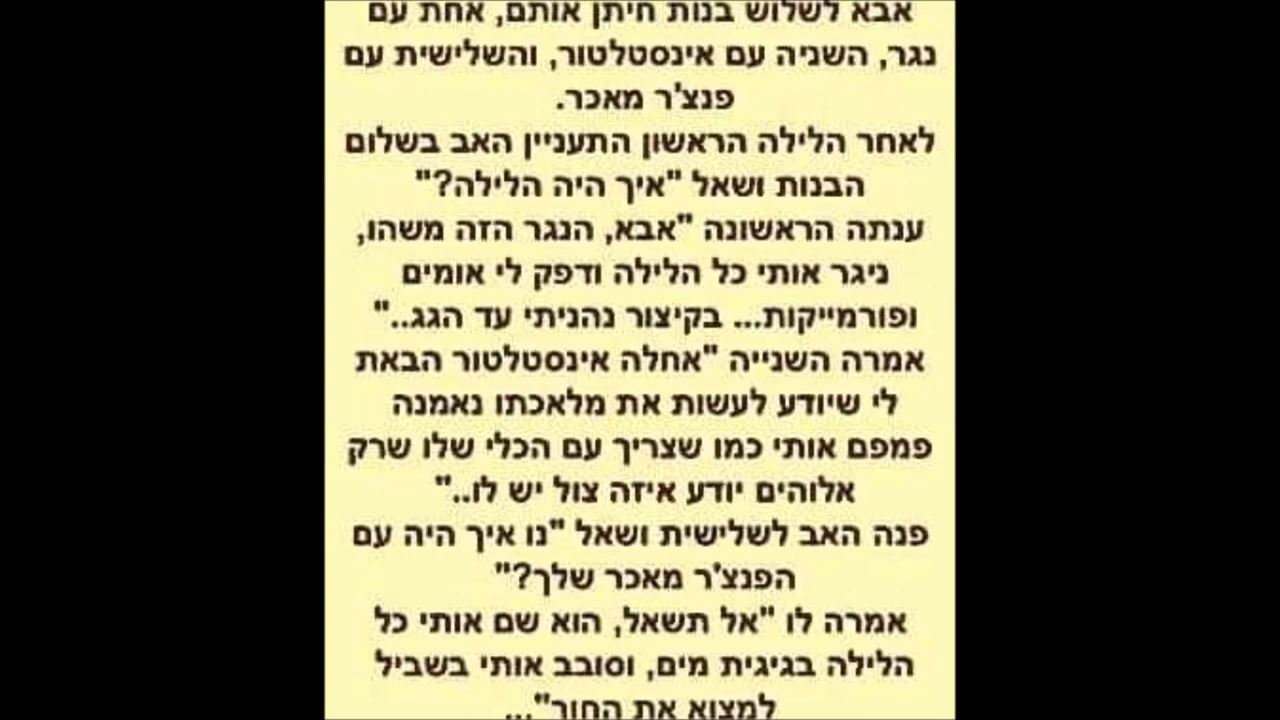 אבא לשלוש בנות חיתן אותם, אחת עם
נגר, השניה עם אינסטלטור, והשלישית עם
פנצ'ר מאכר.
לאחר הלילה הראשון התעניין האב בשלום
הבנות ושאל "איך היה הלילה?"
ענתה הראשונה "אבא, הנגר הזה משהו,
ניגר אותי כל הלילה ודפק לי אומים
ופורמייקות... בקיצור נהניתי עד הגג.."
אמרה השנייה "אחלה אינסטלטור הבאת
לי שיודע לעשות את מלאכתו נאמנה
פמפם אותי כמו שצריך עם הכלי שלו שרק
אלוהים יודע איזה צול יש לו.."
פנה האב לשלישית ושאל "נו איך היה עם
הפנצ'ר מאכר שלך?"
אמרה לו "אל תשאל, הוא שם אותי כל
הלילה בגיגית מים, וסובב אותי בשביל
למצוא את החור"...